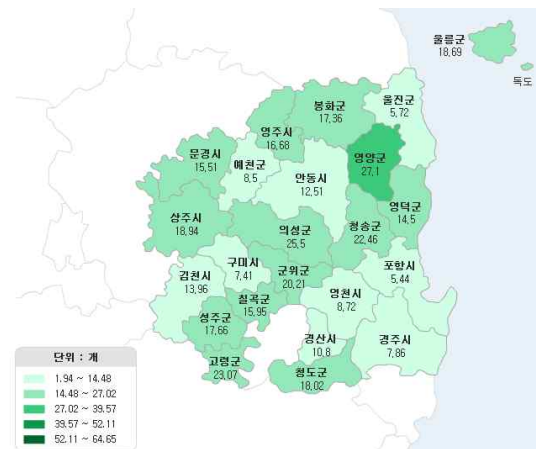 울릉군
18,69
독도
봉화군
17,36
울진군
5,72
영주시
16,68
문경시
15,51
예천군
8,5
영양군
27,1
안동시
12,51
영덕군
14,5
상주시
18,94
의성군
25,5
청송군
22,46
구미시
7,41
군위군
20,21
포항시
5,44
김천시
13,96
칠곡군
15,95
영천시
8,72
성주군
17,66
경산시
10,8
경주시
7,86
고령군
23,07
청도군
18,02
단위 : 개
1.94 ~ 14.48
14.48 ~ 27.02
27.02 ~ 39.57
39.57 ~ 52.11
52.11 ~ 64.65